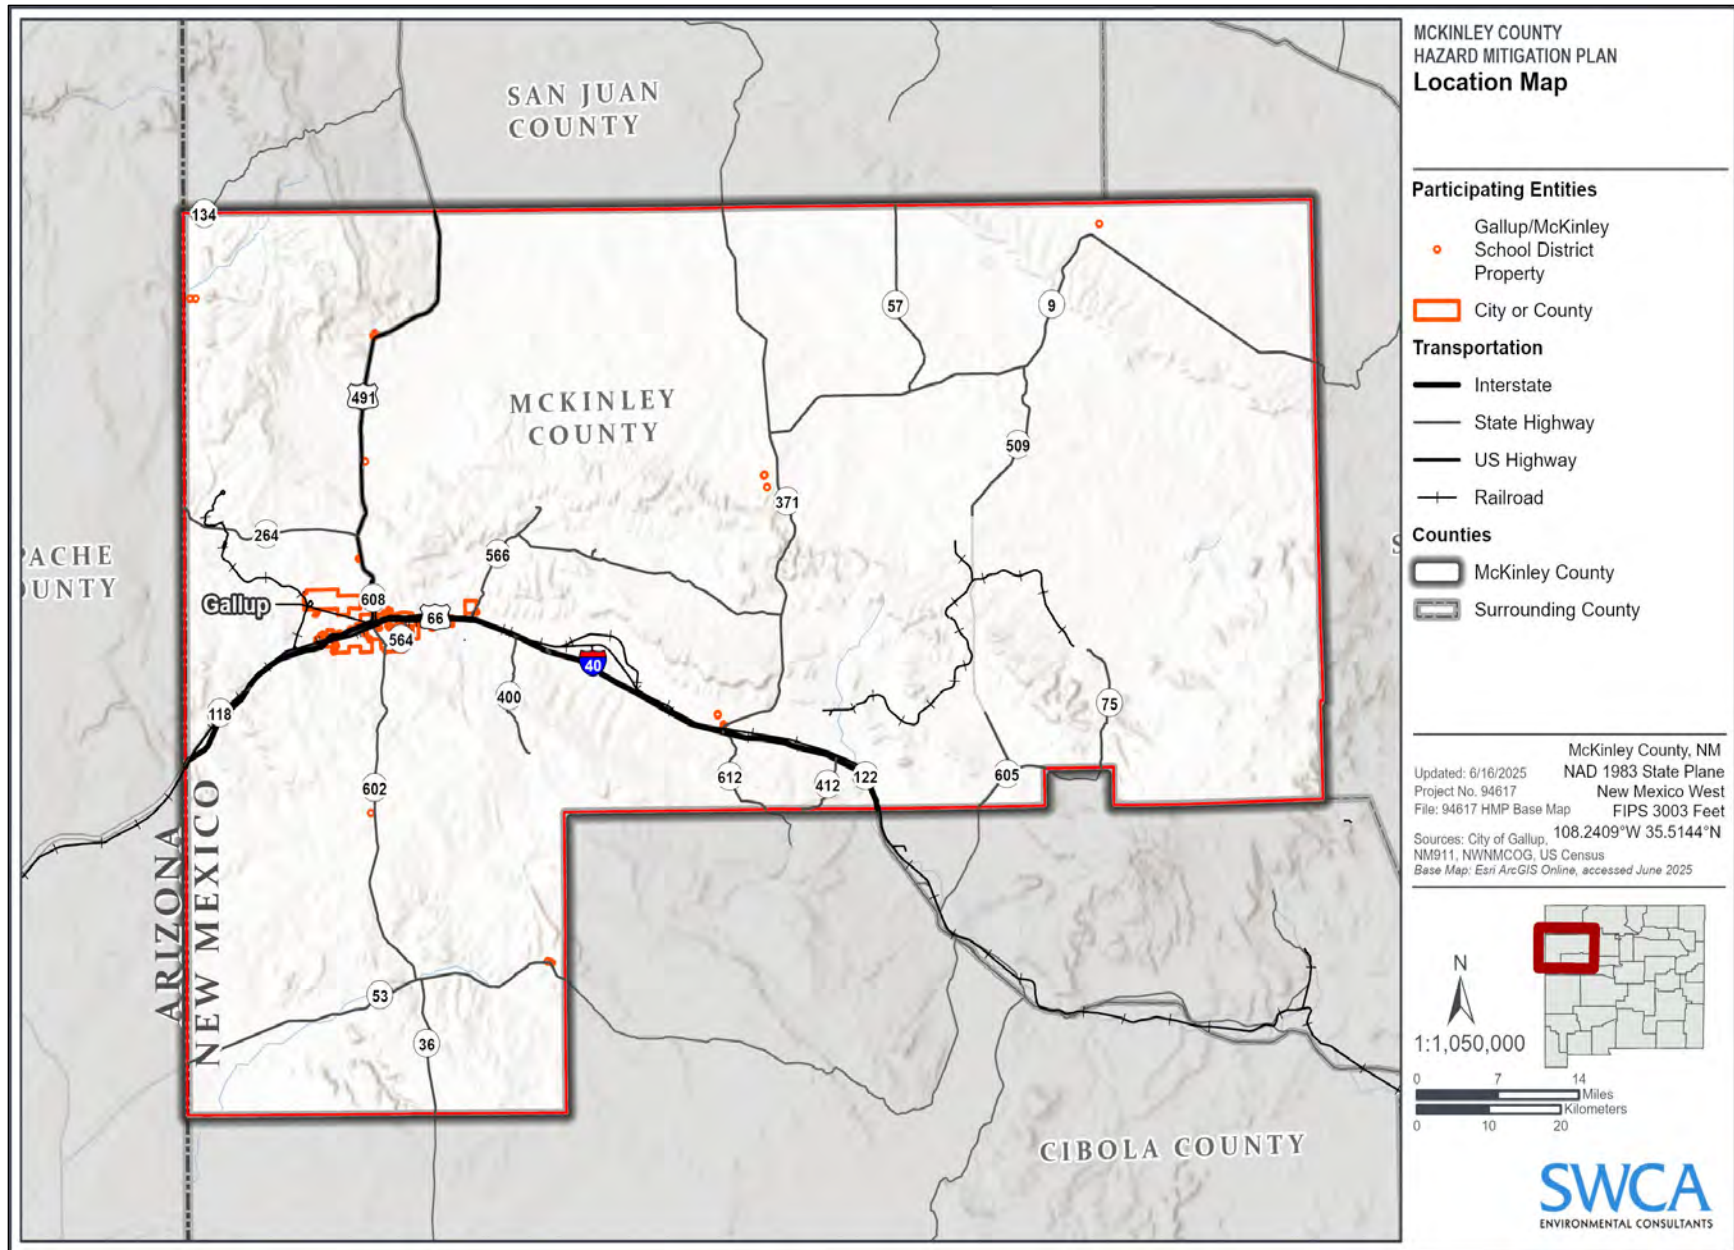 MCKINLEY COUNTY
HAZARD MITIGATION PLAN
Location Map
Participating Entities
Gallup/McKinley
School District
Property
City or County
Transportation
Interstate
State Highway
US Highway
Railroad
Counties
McKinley County
Surrounding County
McKinley County, NM
NAD 1983 State Plane
New Mexico West
FIPS 3003 Feet
108.2409°W 35.5144°N
Updated: 6/16/2025
Project No. 94617
File: 94617 HMP Base Map
Sources: City of Gallup,
NM911, NWNMCOG, US Census
Base Map: Esri ArcGIS Online, accessed June 2025
N
1:1,050,000
0 7 14
Miles
Kilometers
0 10 20
SWCA
ENVIRONMENTAL CONSULTANTS
SAN JUAN
COUNTY
134
57
9
491
MCKINLEY
COUNTY
509
371
264
566
PACHE
OUNTY
S
Gallup
608
66
564
40
400
118
75
612
412
122
605
602
ARIZONA
NEW MEXICO
53
36
CIBOLA COUNTY